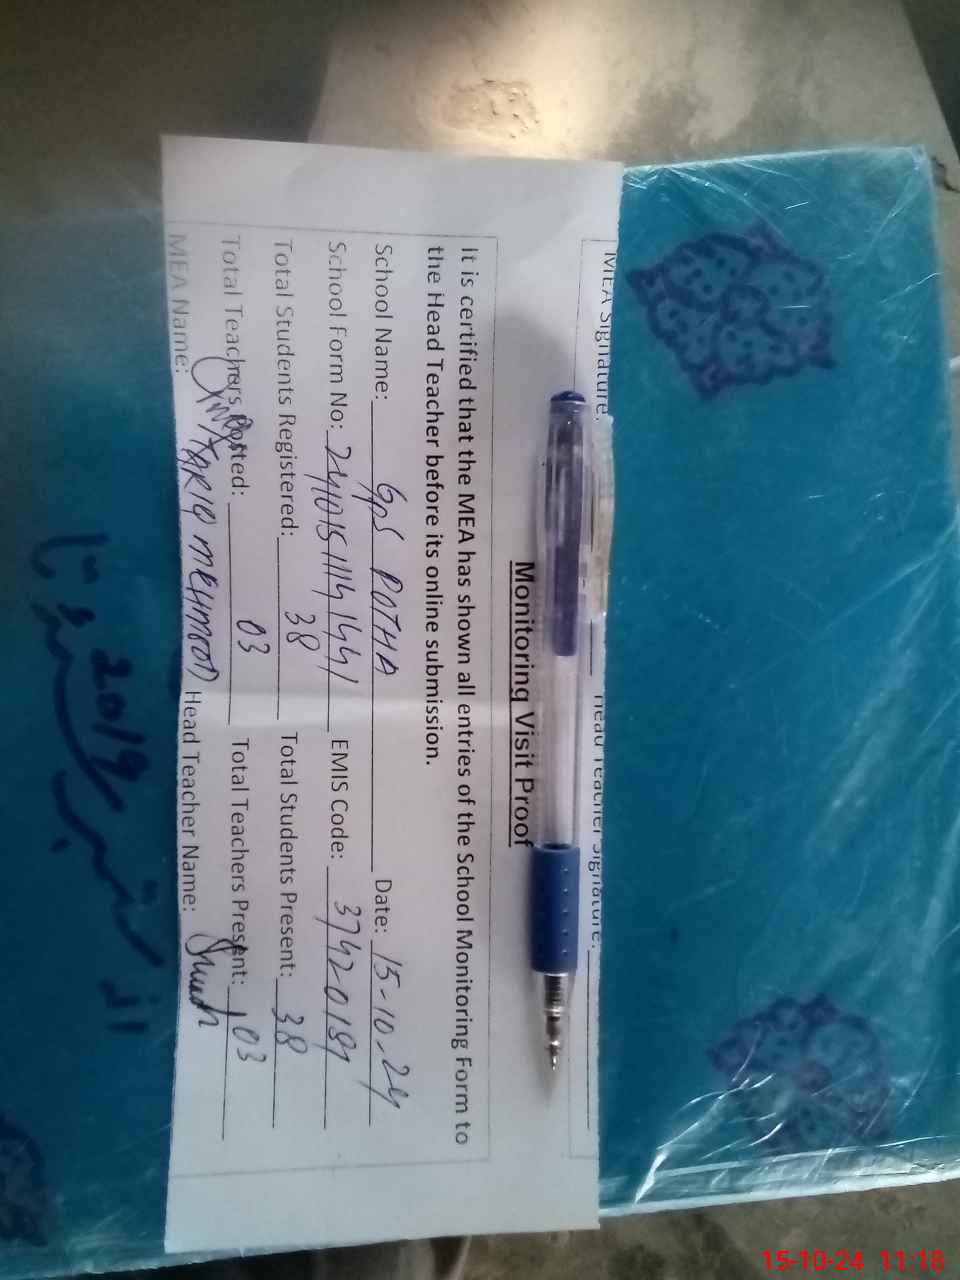 MEA Signature: Head Teacher Signature:
Monitoring Visit Proof
It is certified that the MEA has shown all entries of the School Monitoring Form to
the Head Teacher before its online submission.
School Name: GPS POTHA Date: 15-10-24
School Form No: EMIS Code:
Total Students Registered: 38 Total Students Present: 38
Total Teachers Posted: 03 Total Teachers Present: 03
MEA Name: TARIQ MEHMOOD Head Teacher Name:
2019
15-10-24 11:18